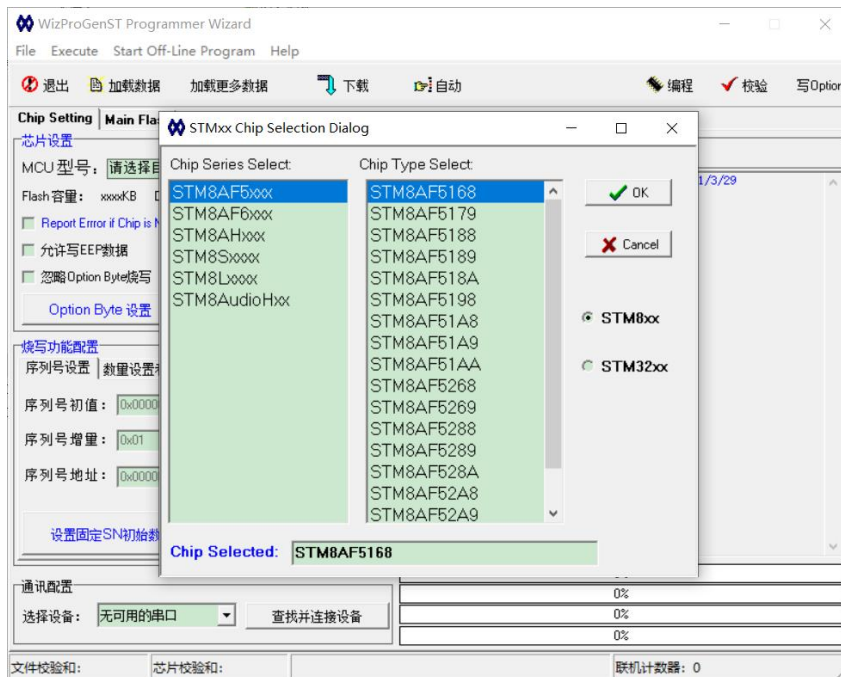 WizProGenST Programmer Wizard
File Execute Start Off-Line Program Help
退出 加载数据 加载更多数据 下载 自动 编程 校验 写Option
Chip Setting Main Fla
芯片设置
MCU 型号： 请选择目
Flash 容量： xxxxKB
Report Errror if Chip is N
允许写EEP数据
忽略Option Byte烧写
Option Byte 设置
烧写功能配置
序列号设置 数里设置
序列号初值： 0x0000
序列号增里： 0x01
序列号地址： 0x0000
设置固定SN初始数
1/3/29
STMxx Chip Selection Dialog
Chip Series Select:
STM8AF5xxx
STM8AF6xxx
STM8AHxxx
STM8Sxxxx
STM8Lxxxx
STM8AudioHxx
Chip Type Select:
STM8AF5168
STM8AF5179
STM8AF5188
STM8AF5189
STM8AF518A
STM8AF5198
STM8AF51A8
STM8AF51A9
STM8AF51AA
STM8AF5268
STM8AF5269
STM8AF5288
STM8AF5289
STM8AF528A
STM8AF52A8
STM8AF52A9
OK
Cancel
STM8xx
STM32xx
Chip Selected: STM8AF5168
通讯配置
选择设备： 无可用的串口 查找并连接设备
0%
0%
0%
文件校验和: 芯片校验和: 联机计数器: 0